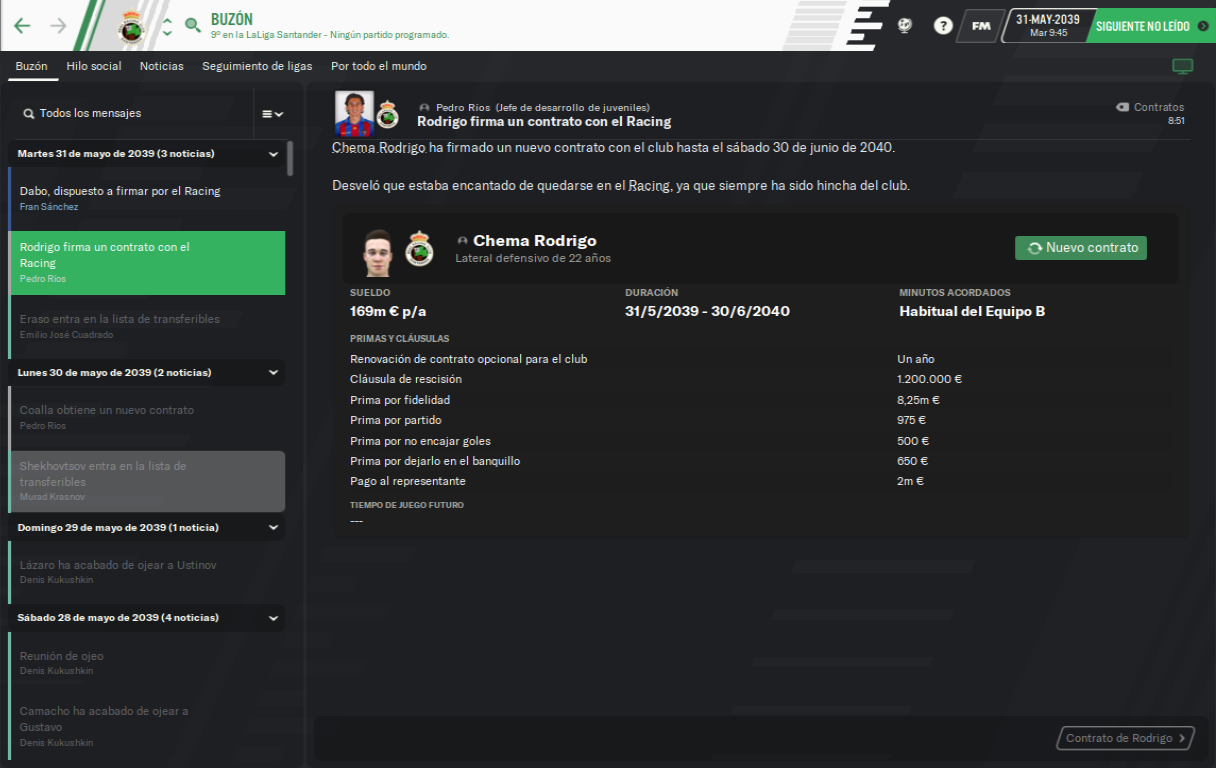 BUZÓN
9º en la LaLiga Santander - Ningún partido programado.
?
FM
31-MAY-2039
Mar 9:45
SIGUIENTE NO LEÍDO
Buzón Hilo social Noticias Seguimiento de ligas Por todo el mundo
Todos los mensajes
Martes 31 de mayo de 2039 (3 noticias)
Dabo, dispuesto a firmar por el Racing
Fran Sánchez
Rodrigo firma un contrato con el
Racing
Pedro Rios
Eraso entra en la lista de transferibles
Emilio José Cuadrado
Lunes 30 de mayo de 2039 (2 noticias)
Coalla obtiene un nuevo contrato
Pedro Rios
Shekhovtsov entra en la lista de
transferibles
Murad Krasnov
Domingo 29 de mayo de 2039 (1 noticia)
Lázaro ha acabado de ojear a Ustinov
Denis Kukushkin
Sábado 28 de mayo de 2039 (4 noticias)
Reunión de ojeo
Denis Kukushkin
Camacho ha acabado de ojear a
Gustavo
Denis Kukushkin
Pedro Rios (Jefe de desarrollo de juveniles)
Rodrigo firma un contrato con el Racing
Contratos
8:51
Chema Rodrigo ha firmado un nuevo contrato con el club hasta el sábado 30 de junio de 2040.
Desveló que estaba encantado de quedarse en el Racing, ya que siempre ha sido hincha del club.
Chema Rodrigo
Lateral defensivo de 22 años
Nuevo contrato
SUELDO DURACIÓN MINUTOS ACORDADOS
169m € p/a 31/5/2039 - 30/6/2040 Habitual del Equipo B
PRIMAS Y CLÁUSULAS
Renovación de contrato opcional para el club Un año
Cláusula de rescisión 1.200.000 €
Prima por fidelidad 8,25m €
Prima por partido 975 €
Prima por no encajar goles 500 €
Prima por dejarlo en el banquillo 650 €
Pago al representante 2m €
TIEMPO DE JUEGO FUTURO
---
Contrato de Rodrigo